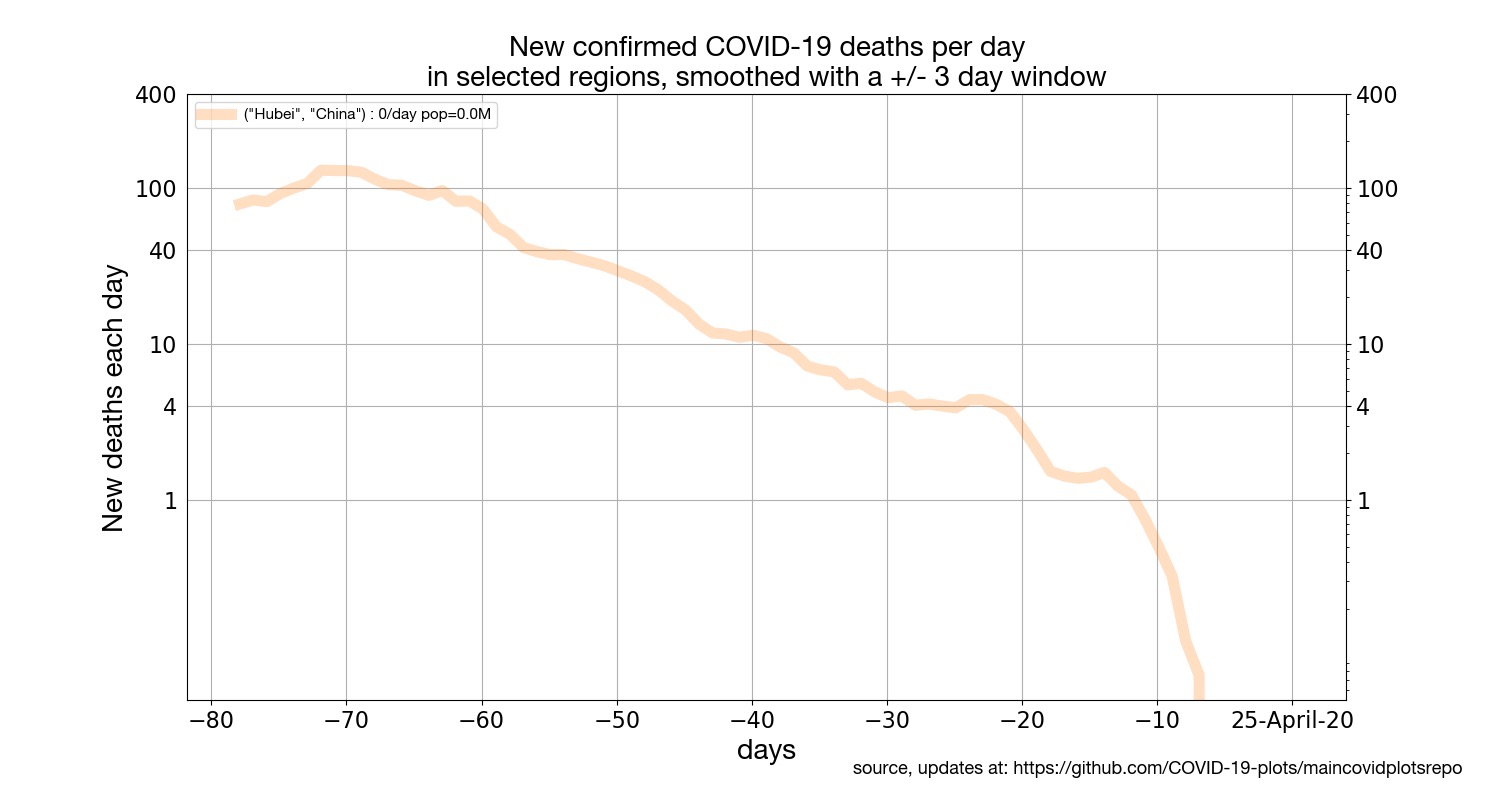 New confirmed COVID-19 deaths per day
in selected regions, smoothed with a +/- 3 day window
400
400
("Hubei", "China") : 0/day pop=0.0M
100
100
40
40
New deaths each day
10
10
4
4
1
1
−80 −70 −60 −50 −40 −30 −20 −10 25-April-20
days
source, updates at: https://github.com/COVID-19-plots/maincovidplotsrepo